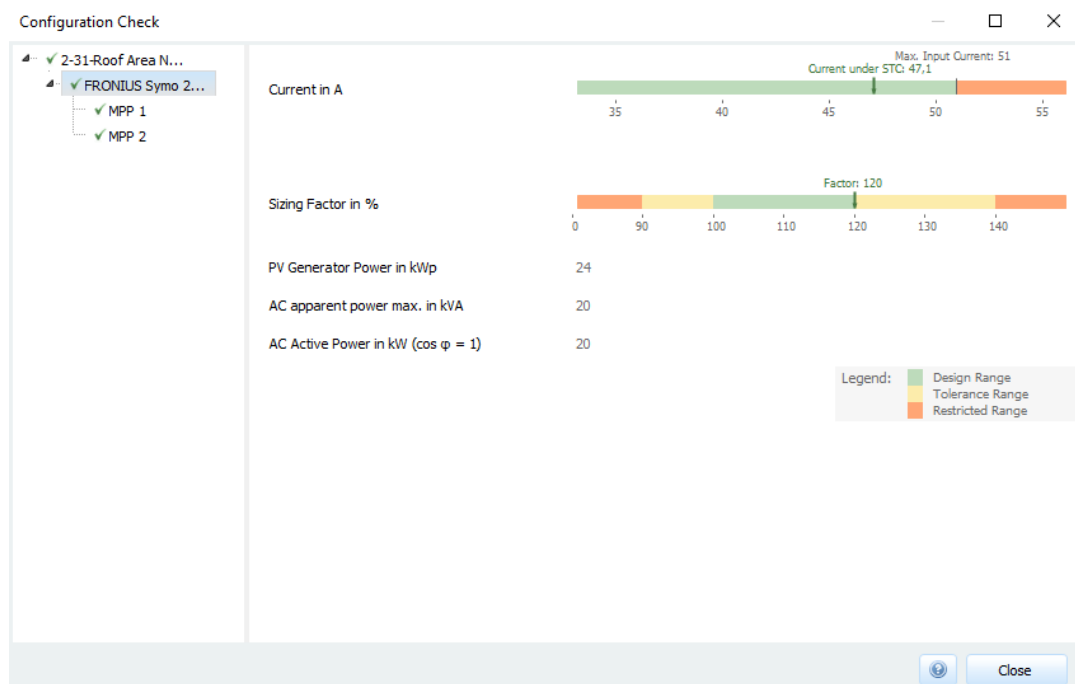 Configuration Check
2-31-Roof Area N...
FRONIUS Symo 2...
MPP 1
MPP 2
Max. Input Current: 51
Current under STC: 47,1
Current in A
35 40 45 50 55
Factor: 120
Sizing Factor in %
0 90 100 110 120 130 140
PV Generator Power in kWp 24
AC apparent power max. in kVA 20
AC Active Power in kW (cos φ = 1) 20
Legend: Design Range
Tolerance Range
Restricted Range
? Close